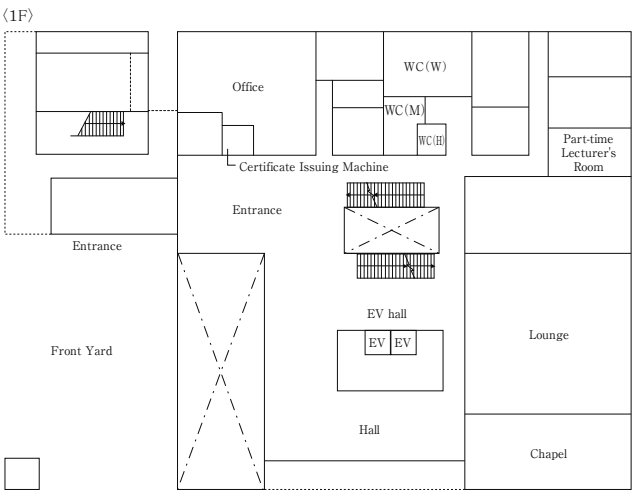 〈1F〉
WC(W)
Office
WC(M)
WC(H)
Part-time
Lecturer's
Room
Certificate Issuing Machine
Entrance
Entrance
EV hall
EV
EV
Lounge
Front Yard
Hall
Chapel